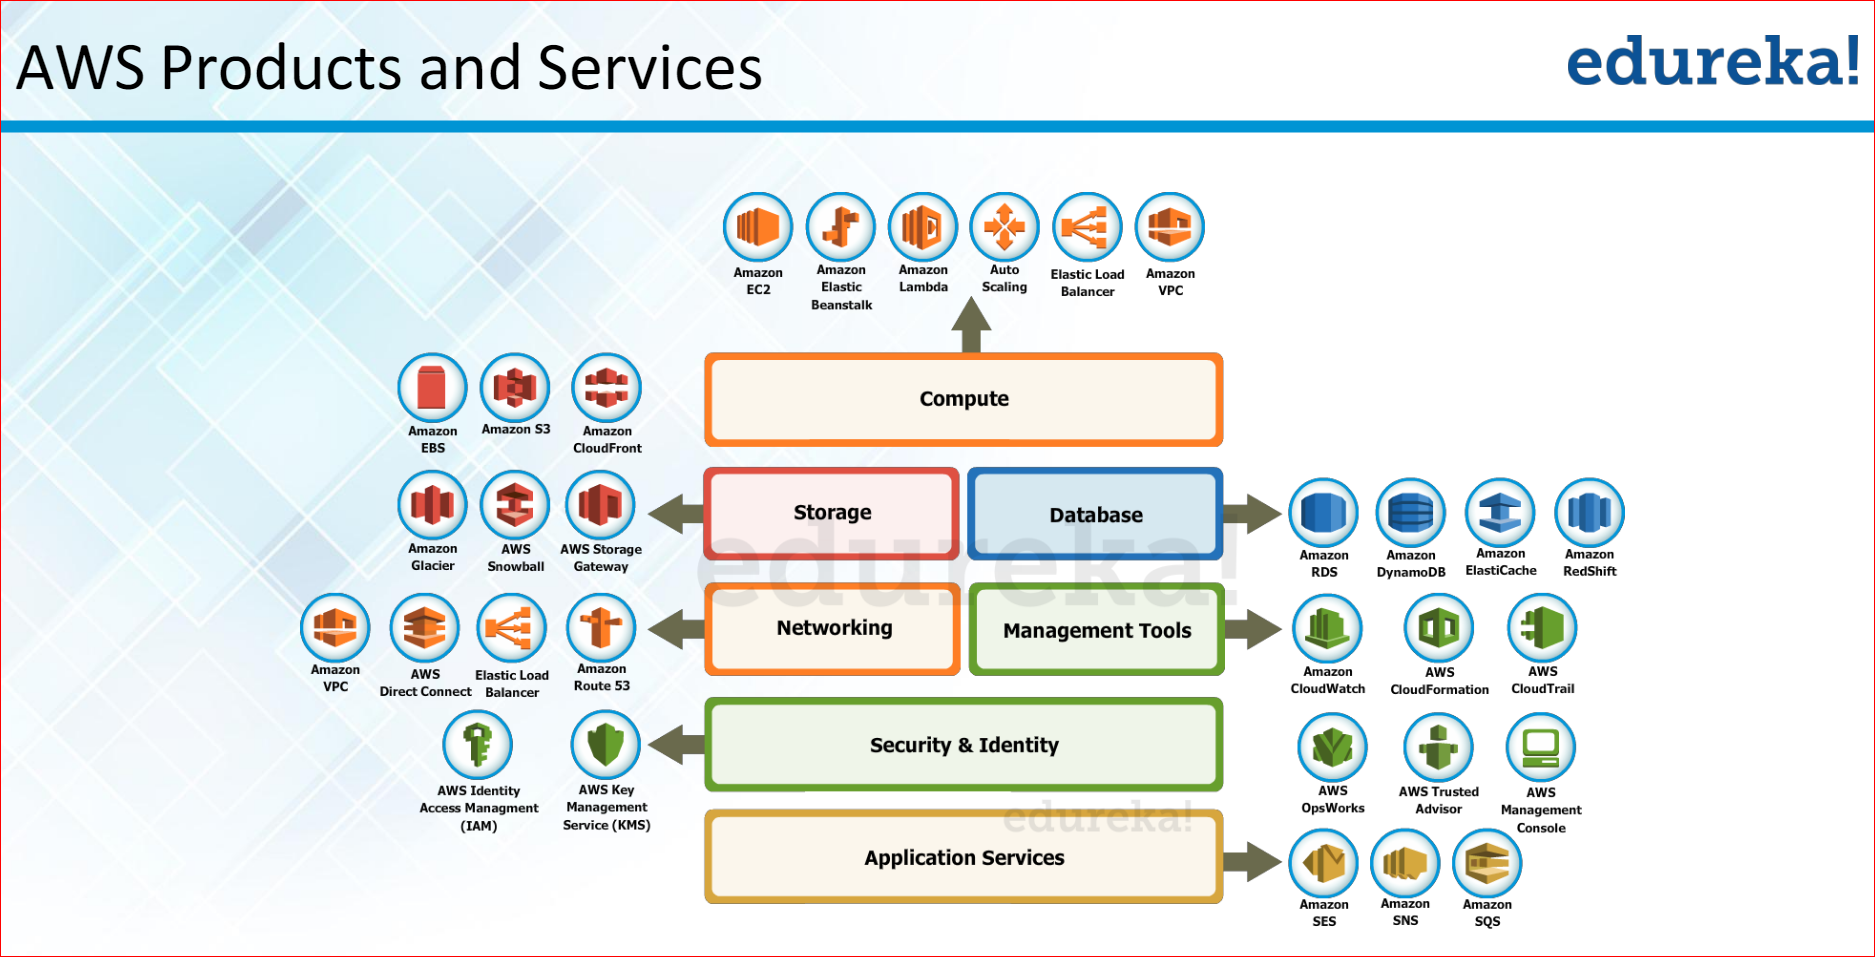 AWS Products and Services
edureka!
Amazon
EC2
Amazon
Elastic
Beanstalk
Amazon
Lambda
Auto
Scaling
Elastic Load
Balancer
Amazon
VPC
Compute
Amazon
EBS
Amazon S3
Amazon
CloudFront
Amazon
Glacier
AWS
Snowball
AWS Storage
Gateway
Storage
Database
Amazon
RDS
Amazon
DynamoDB
Amazon
ElastiCache
Amazon
RedShift
edureka!
Amazon
VPC
AWS
Direct Connect
Elastic Load
Balancer
Amazon
Route 53
Networking
Management Tools
Amazon
CloudWatch
AWS
CloudFormation
AWS
CloudTrail
AWS
OpsWorks
AWS Trusted
Advisor
AWS
Management
Console
AWS Identity
Access Managment
(IAM)
AWS Key
Management
Service (KMS)
Security & Identity
edureka!
Application Services
Amazon
SES
Amazon
SNS
Amazon
SQS